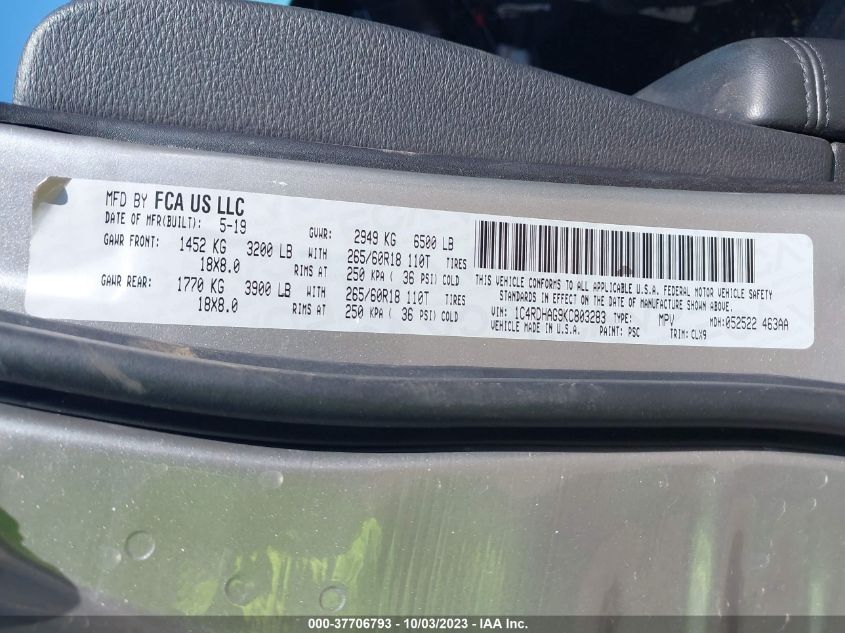 MFD BY FCA US LLC
DATE OF MFR(BUILT): 5-19 GVWR: 2949 KG 6500 LB
GAWR FRONT: 1452 KG 3200 LB WITH 265/60R18 110T TIRES
18X8.0 RIMS AT 250 KPA ( 36 PSI) COLD
GAWR REAR: 1770 KG 3900 LB WITH 265/60R18 110T TIRES
18X8.0 RIMS AT 250 KPA ( 36 PSI) COLD
THIS VEHICLE CONFORMS TO ALL APPLICABLE U.S.A. FEDERAL MOTOR VEHICLE SAFETY
STANDARDS IN EFFECT ON THE DATE OF MANUFACTURE SHOWN ABOVE.
VIN: 1C4RDHAG9KC803283 TYPE: MPV MDH:052522 463AA
VEHICLE MADE IN U.S.A. PAINT: PSC TRIM: CLX9
000-37706793 - 10/03/2023 - IAA Inc.